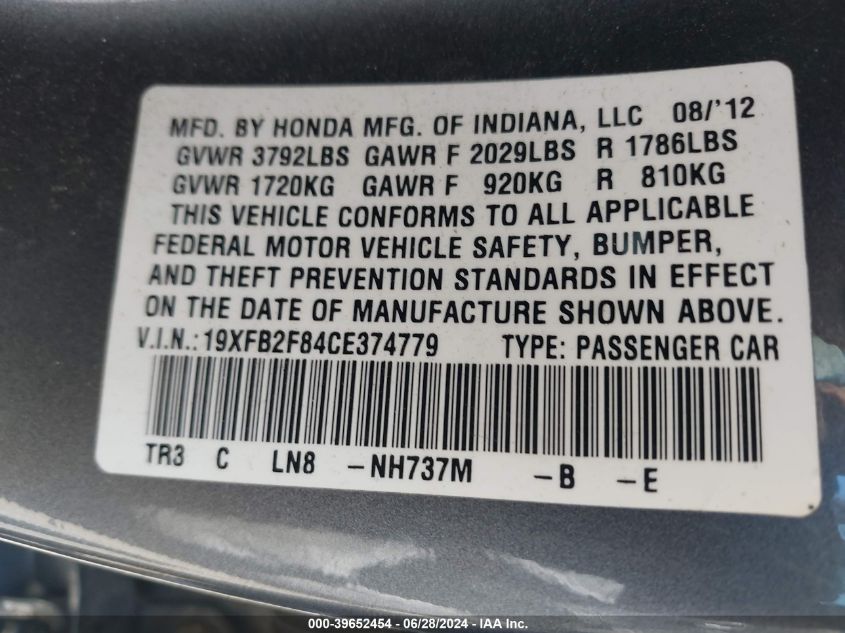 MFD. BY HONDA MFG. OF INDIANA, LLC 08/'12
GVWR 3792LBS GAWR F 2029LBS R 1786LBS
GVWR 1720KG GAWR F 920KG R 810KG
THIS VEHICLE CONFORMS TO ALL APPLICABLE
FEDERAL MOTOR VEHICLE SAFETY, BUMPER,
AND THEFT PREVENTION STANDARDS IN EFFECT
ON THE DATE OF MANUFACTURE SHOWN ABOVE.
V.I.N.:19XFB2F84CE374779 TYPE: PASSENGER CAR
TR3 C LN8 -NH737M -B -E
000-39652454 - 06/28/2024 - IAA Inc.